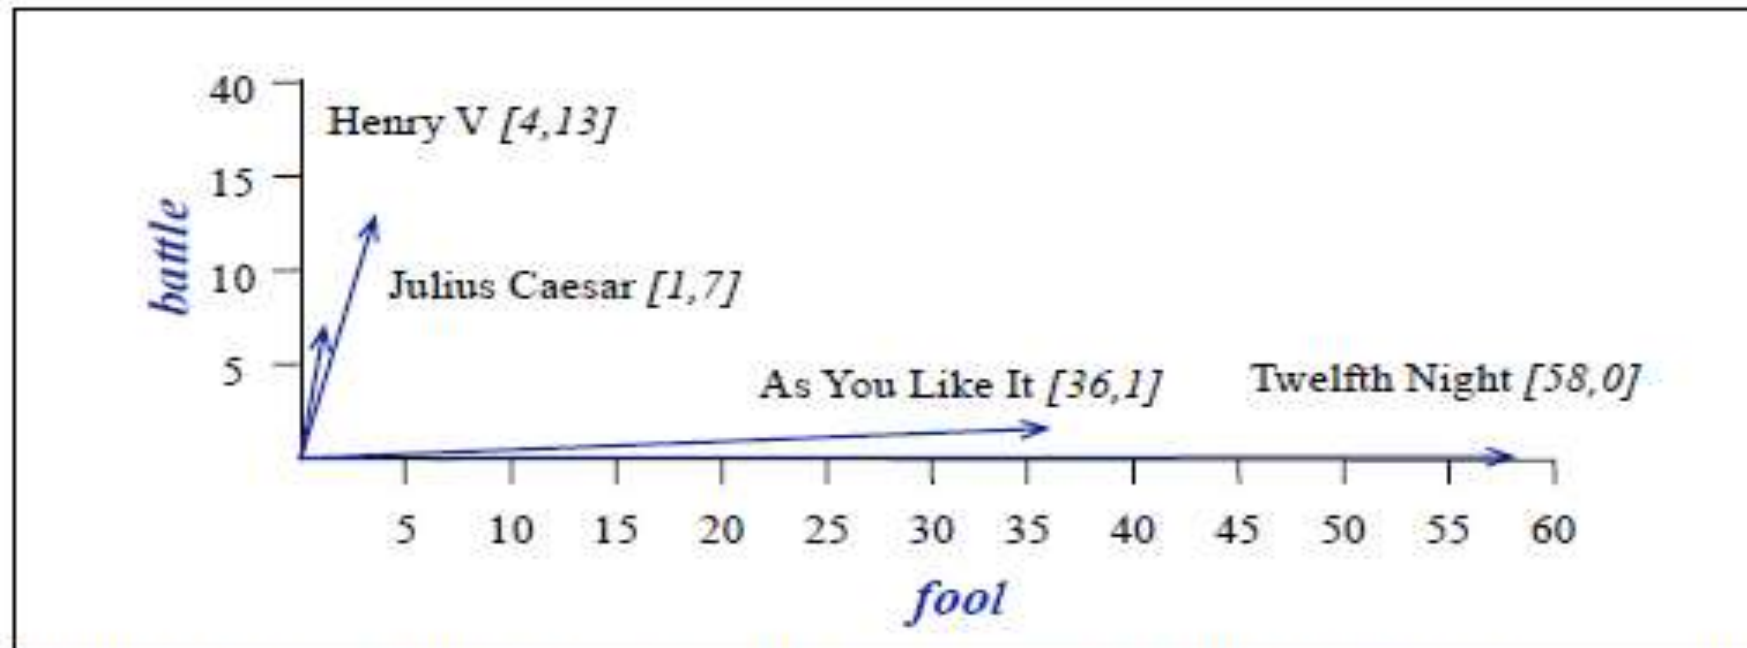 40
Henry V [4,13]
15
battle
10
Julius Caesar [1,7]
5
As You Like It [36,1] Twelfth Night [58,0]
5 10 15 20 25 30 35 40 45 50 55 60
fool